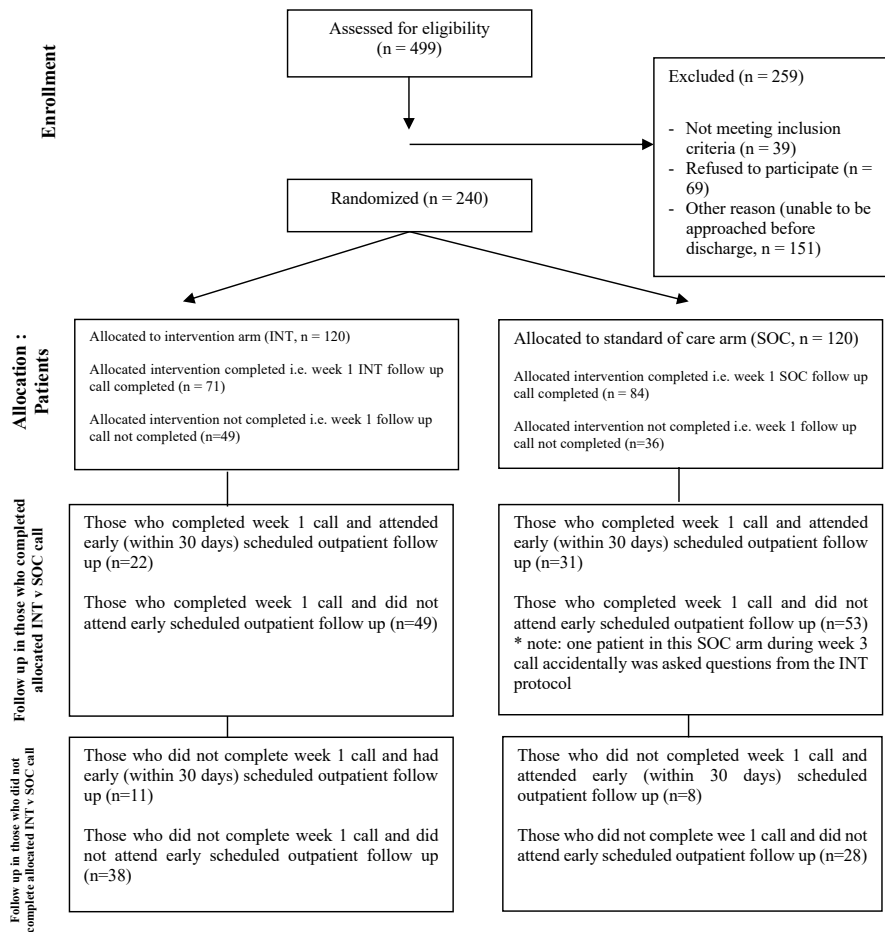 Enrollment
Assessed for eligibility
(n = 499)
Excluded (n = 259)
- Not meeting inclusion
criteria (n = 39)
- Refused to participate (n =
69)
- Other reason (unable to be
approached before
discharge, n = 151)
Randomized (n = 240)
Allocation :
Patients
Allocated to intervention arm (INT, n = 120)
Allocated intervention completed i.e. week 1 INT follow up
call completed (n = 71)
Allocated intervention not completed i.e. week 1 follow up
call not completed (n=49)
Allocated to standard of care arm (SOC, n = 120)
Allocated intervention completed i.e. week 1 SOC follow up
call completed (n = 84)
Allocated intervention not completed i.e. week 1 follow up
call not completed (n=36)
Follow up in those who completed
allocated INT v SOC call
Those who completed week 1 call and attended
early (within 30 days) scheduled outpatient follow
up (n=22)
Those who completed week 1 call and did not
attend early scheduled outpatient follow up (n=49)
Those who completed week 1 call and attended
early (within 30 days) scheduled outpatient follow
up (n=31)
Those who completed week 1 call and did not
attend early scheduled outpatient follow up (n=53)
* note: one patient in this SOC arm during week 3
call accidentally was asked questions from the INT
protocol
Follow up in those who did not
complete allocated INT v SOC call
Those who did not complete week 1 call and had
early (within 30 days) scheduled outpatient follow
up (n=11)
Those who did not complete week 1 call and did
not attend early scheduled outpatient follow up
(n=38)
Those who did not completed week 1 call and
attended early (within 30 days) scheduled
outpatient follow up (n=8)
Those who did not complete wee 1 call and did not
attend early scheduled outpatient follow up (n=28)